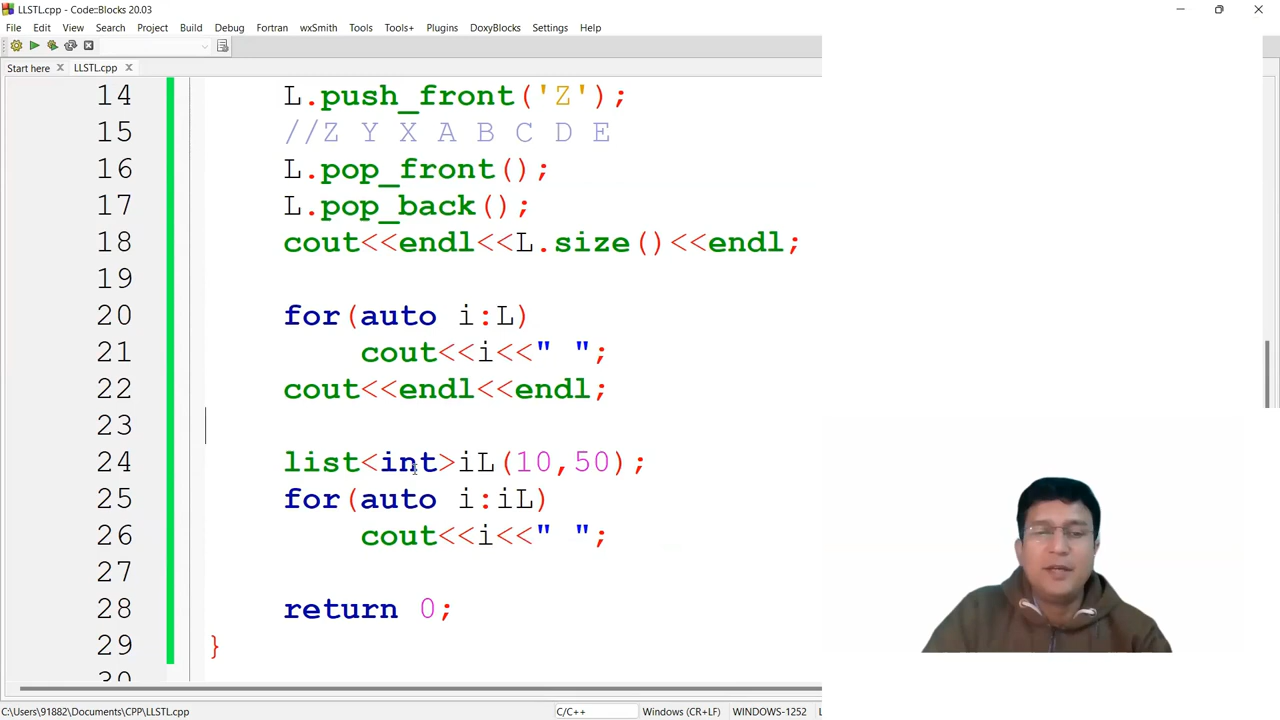 LLSTL.cpp - Code::Blocks 20.03
File Edit View Search Project Build Debug Fortran wxSmith Tools Tools+ Plugins DoxyBlocks Settings Help
Start here LLSTL.cpp
14 L.push_front('Z');
15 //Z Y X A B C D E
16 L.pop_front();
17 L.pop_back();
18 cout<<endl<<L.size()<<endl;
19
20 for(auto i:L)
21 cout<<i<<" ";
22 cout<<endl<<endl;
23
24 list<int>iL(10,50);
25 for(auto i:iL)
26 cout<<i<<" ";
27
28 return 0;
29 }
C:\Users\91882\Documents\CPP\LLSTL.cpp C/C++ Windows (CR+LF) WINDOWS-1252